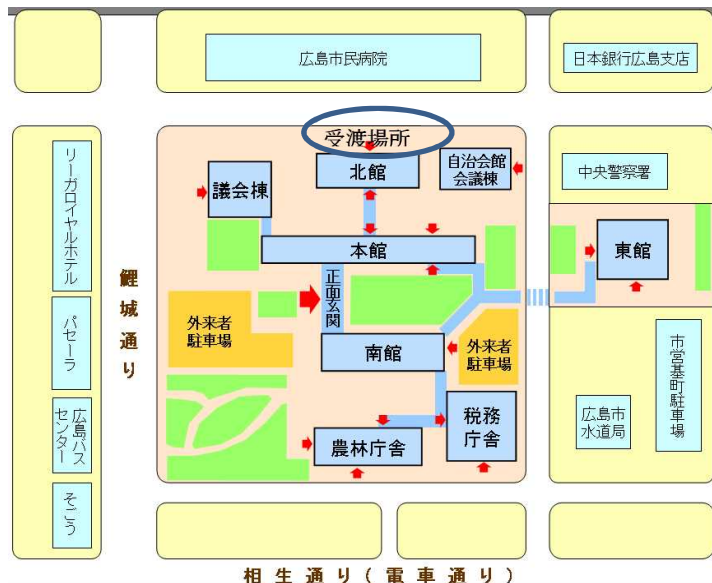 広島市民病院
日本銀行広島支店
受渡場所
北館
自治会館
会議棟
議会棟
中央警察署
リーガロイヤルホテル
本館
東館
鯉城通り
正面玄関
パセーラ
外来者
駐車場
南館
外来者
駐車場
市営基町駐車場
広島バス
センター
税務
庁舎
広島市
水道局
農林庁舎
そごう
相生通り(電車通り)